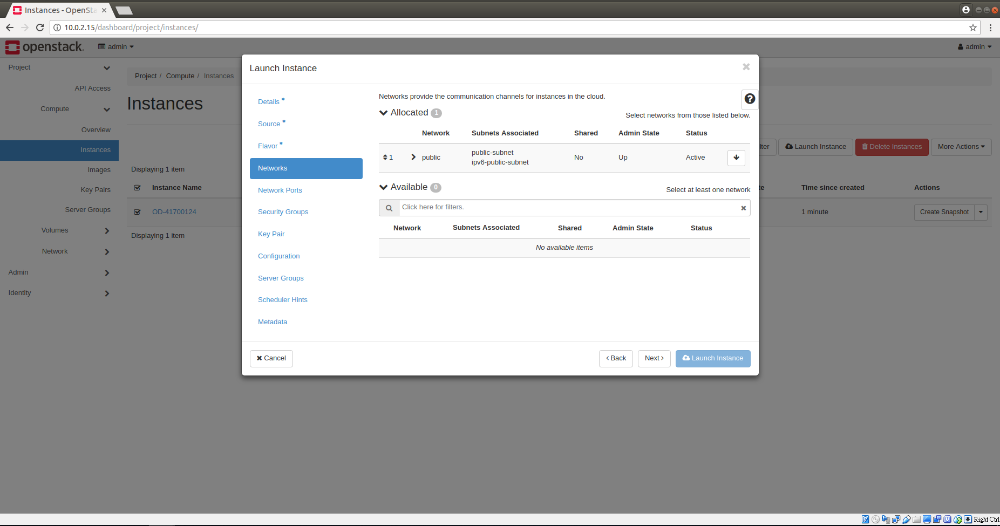 Instances - OpenSta
10.0.2.15/dashboard/project/instances/
openstack.
admin
admin
Project
API Access
Compute
Overview
Instances
Images
Key Pairs
Server Groups
Volumes
Network
Admin
Identity
Project / Compute / Instances
Instances
Launch Instance
Delete Instances
More Actions
Displaying 1 item
Instance Name
Time since created
Actions
OD-41700124
1 minute
Create Snapshot
Displaying 1 item
Launch Instance
Details *
Source *
Flavor *
Networks
Network Ports
Security Groups
Key Pair
Configuration
Server Groups
Scheduler Hints
Metadata
Networks provide the communication channels for instances in the cloud.
Allocated 1
Select networks from those listed below.
Network Subnets Associated Shared Admin State Status
1 public public-subnet No Up Active
ipv6-public-subnet
Available 0
Select at least one network
Click here for filters.
Network Subnets Associated Shared Admin State Status
No available items
Cancel
Back
Next
Launch Instance
Right Ctrl